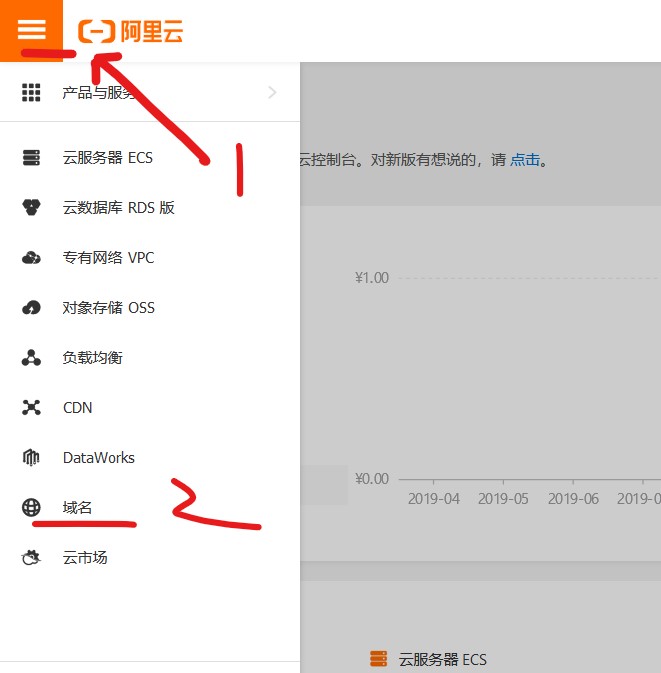 阿里云
产品与服务
1
云服务器 ECS
云控制台。对新版有想说的，请 点击。
云数据库 RDS 版
专有网络 VPC
¥1.00
对象存储 OSS
负载均衡
CDN
DataWorks
¥0.00
2019-04 2019-05 2019-06 2019-0
域名
2
云市场
云服务器 ECS